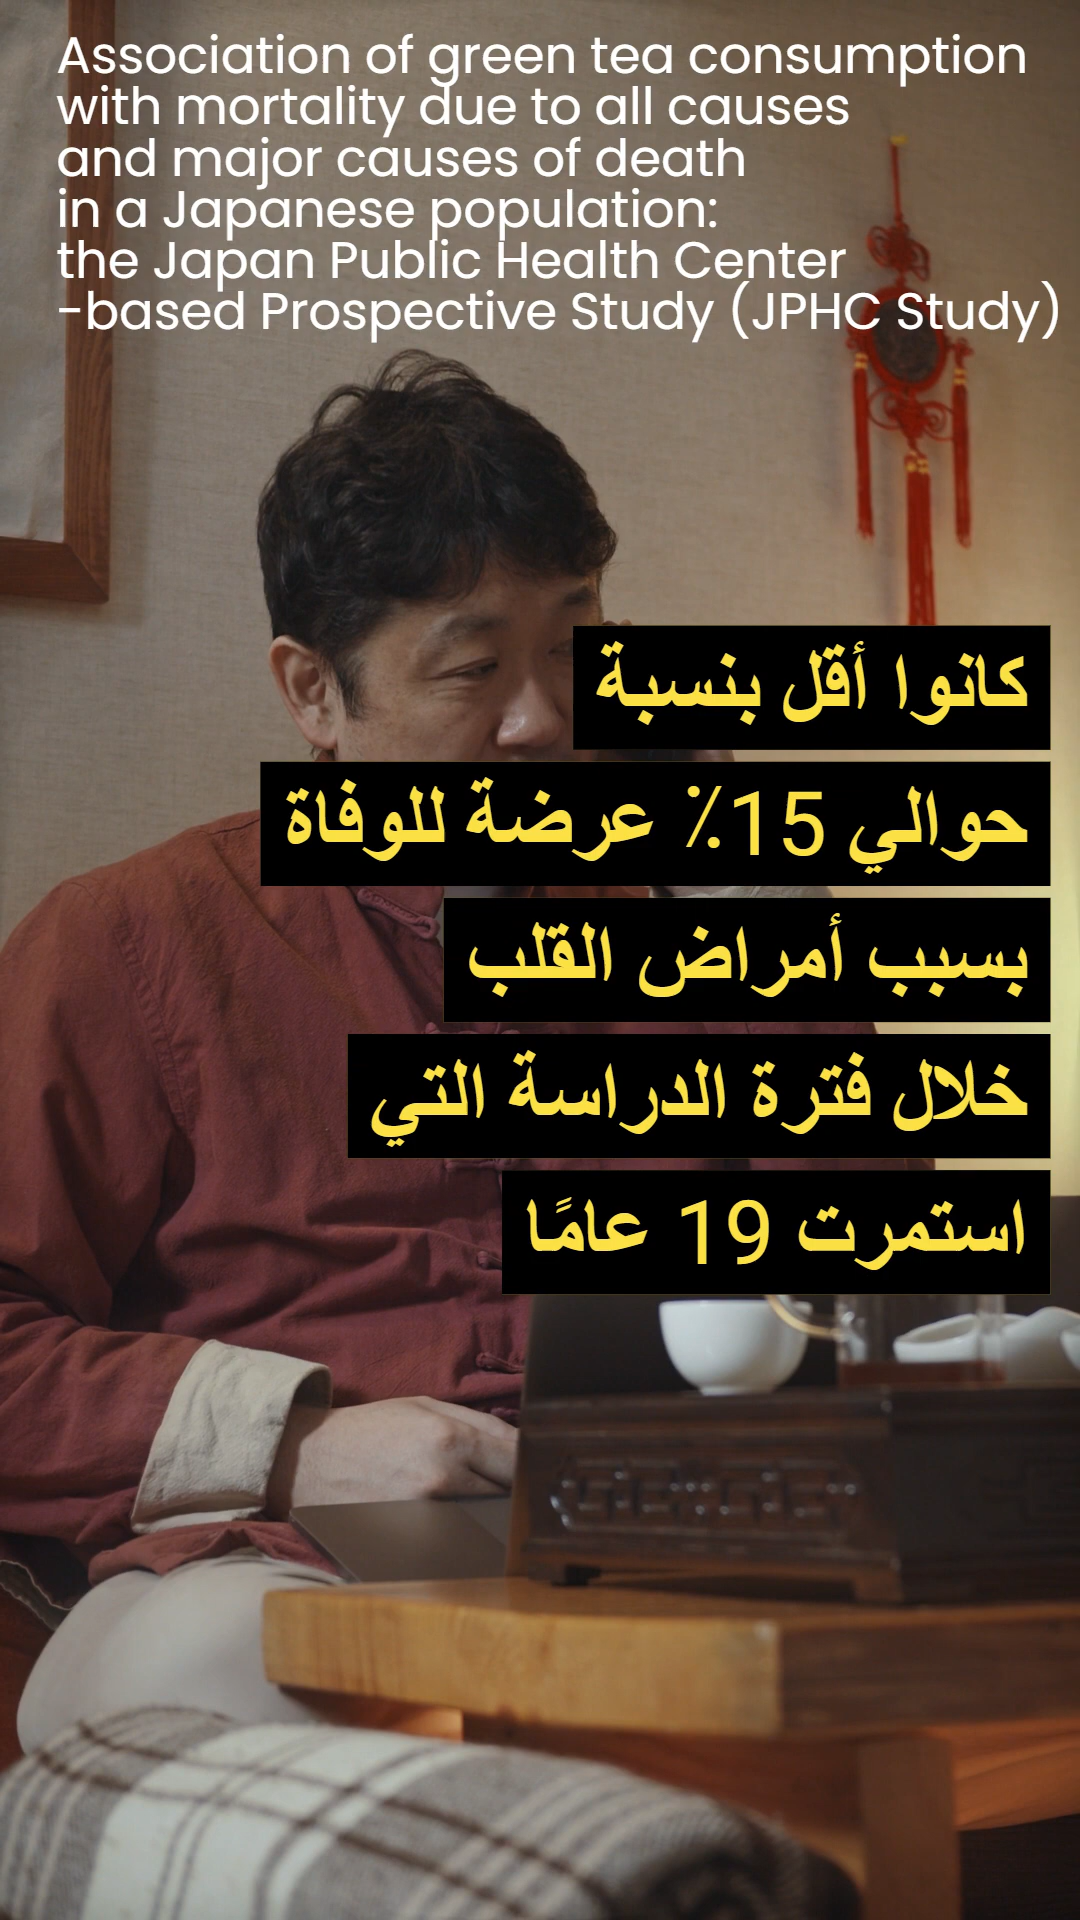 Association of green tea consumption
with mortality due to all causes
and major causes of death
in a Japanese population:
the Japan Public Health Center
-based Prospective Study (JPHC Study)
كانوا أقل بنسبة
حوالي 15٪ عرضة للوفاة
بسبب أمراض القلب
خلال فترة الدراسة التي
استمرت 19 عامًا